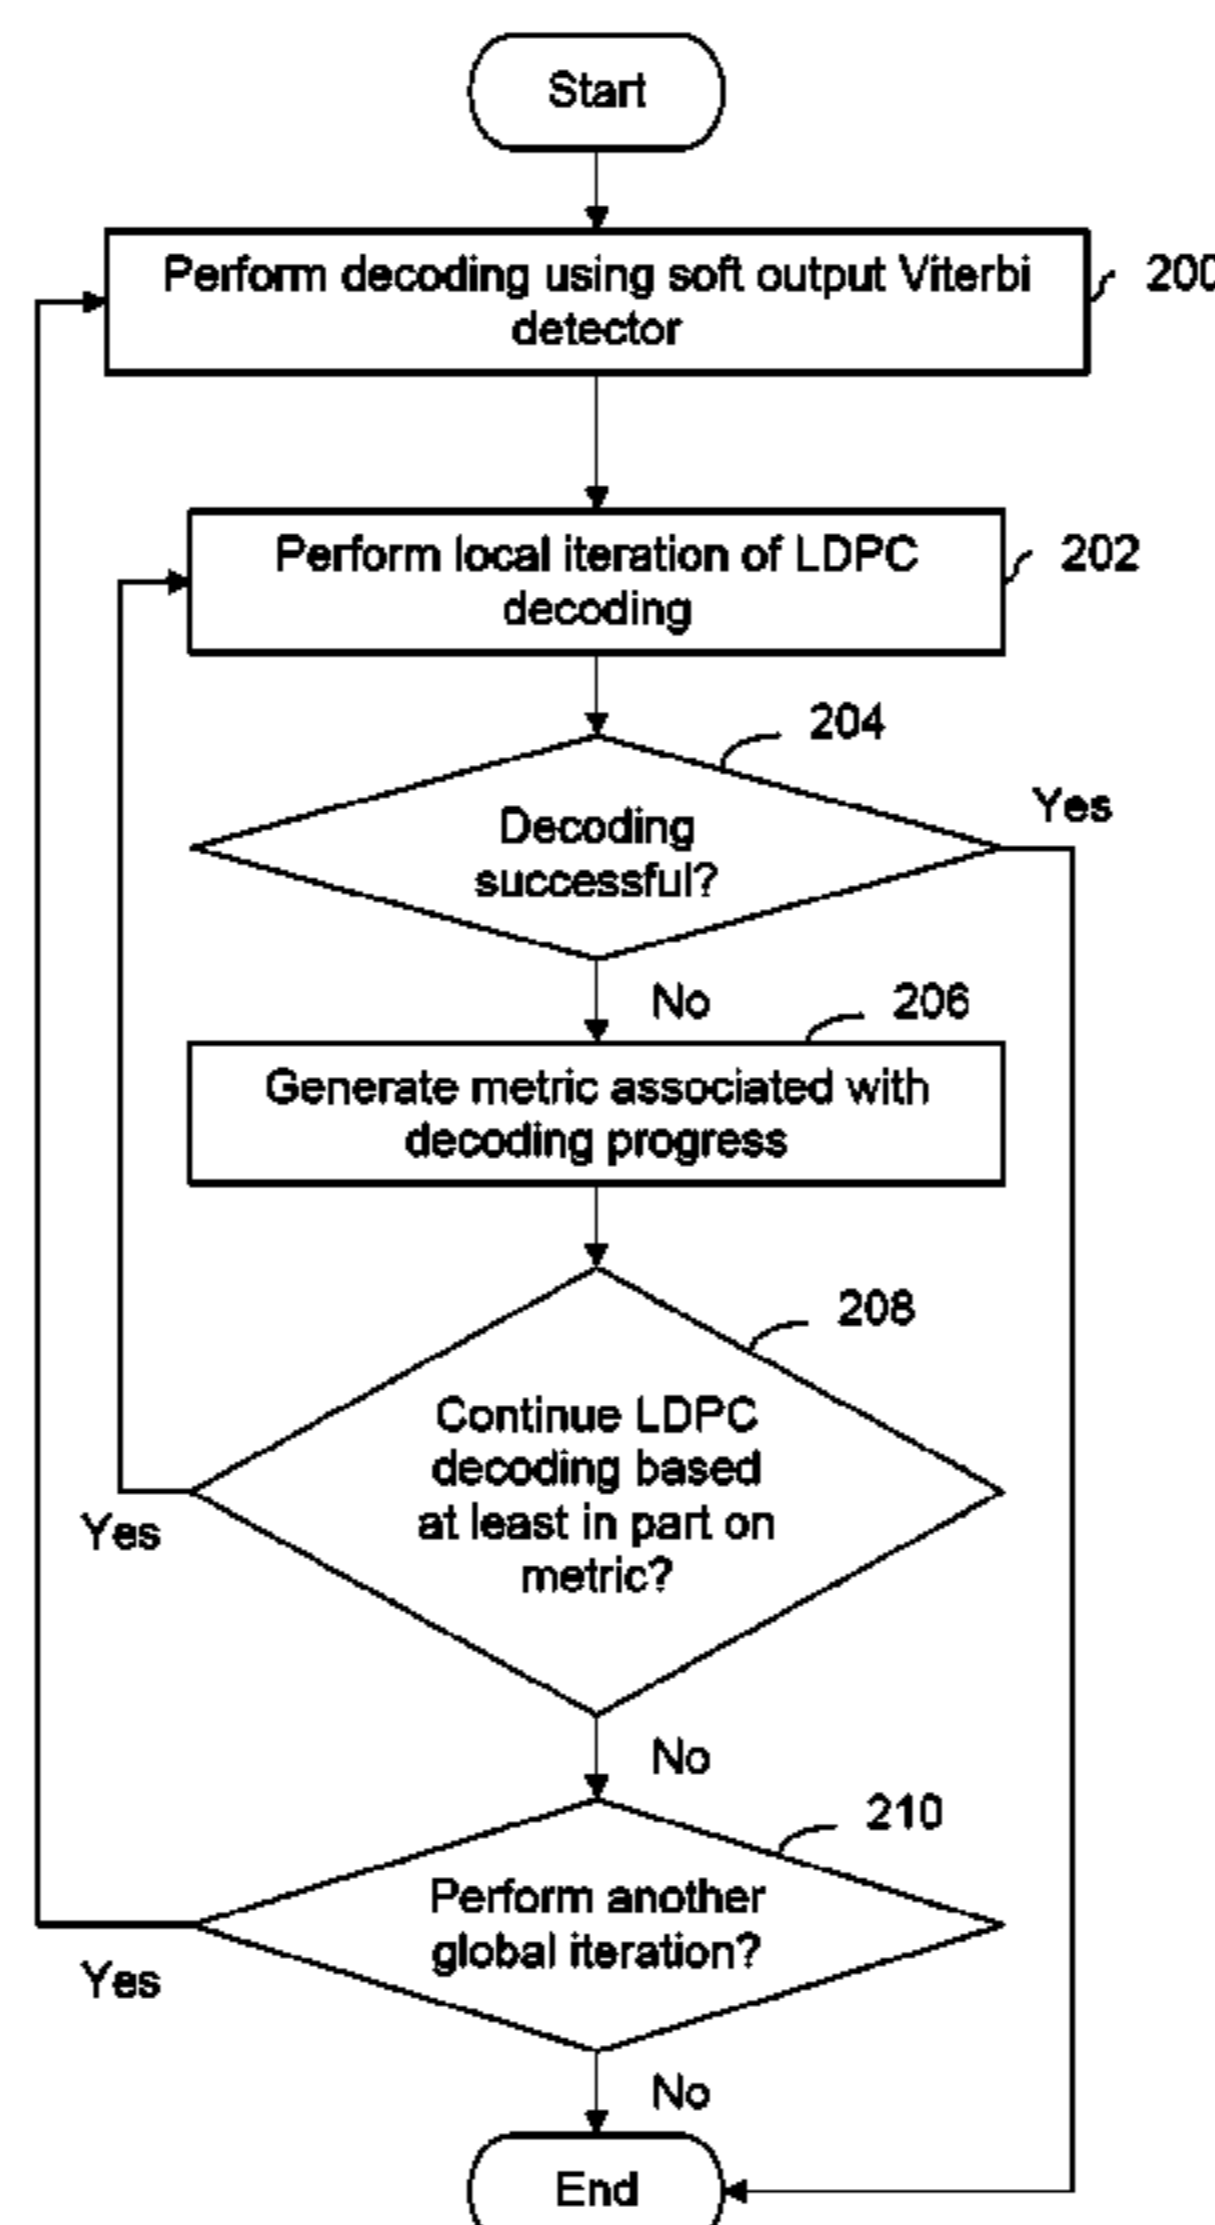 Start
Perform decoding using soft output Viterbi
detector
200
Perform local iteration of LDPC
decoding
202
204
Yes
Decoding
successful?
No
206
Generate metric associated with
decoding progress
208
Continue LDPC
decoding based
at least in part on
metric?
Yes
No
210
Perform another
global iteration?
Yes
No
End